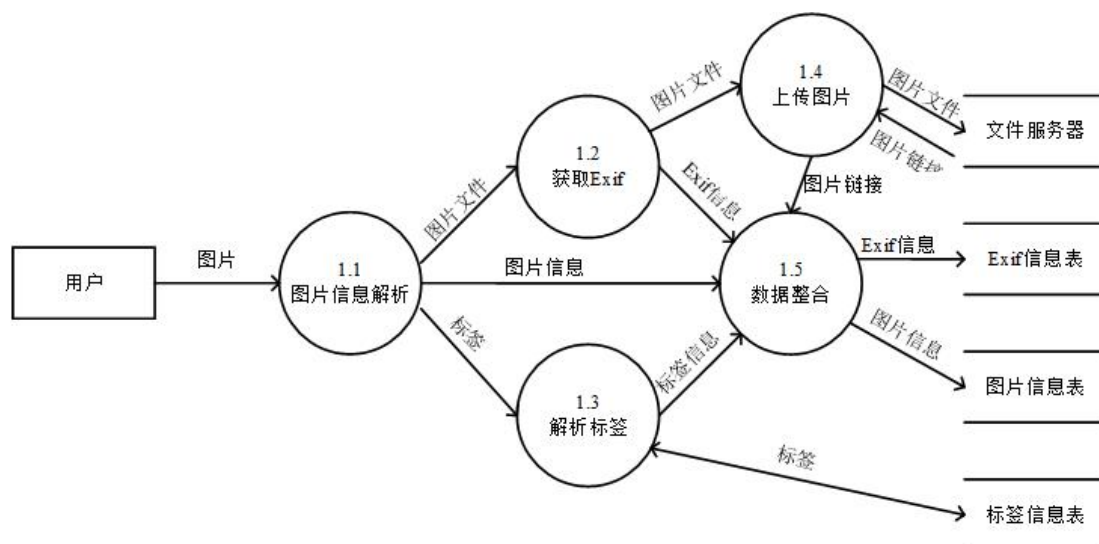 1.4
上传图片
图片文件
图片文件
文件服务器
图片链接
1.2
获取Exif
Exif信息
图片链接
图片文件
用户
图片
1.1
图片信息解析
图片信息
1.5
数据整合
Exif信息
Exif信息表
标签
标签信息
图片信息
图片信息表
1.3
解析标签
标签
标签信息表